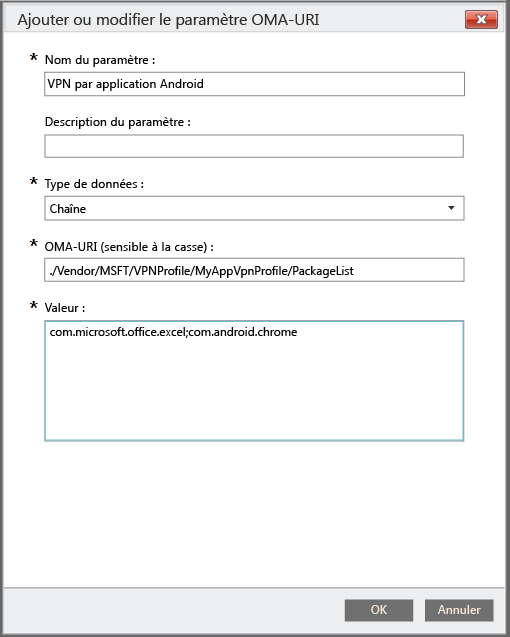 Ajouter ou modifier le paramètre OMA-URI
* Nom du paramètre :
VPN par application Android
Description du paramètre :
* Type de données :
Chaîne
* OMA-URI (sensible à la casse) :
./Vendor/MSFT/VPNProfile/MyAppVpnProfile/PackageList
* Valeur :
com.microsoft.office.excel;com.android.chrome
OK Annuler